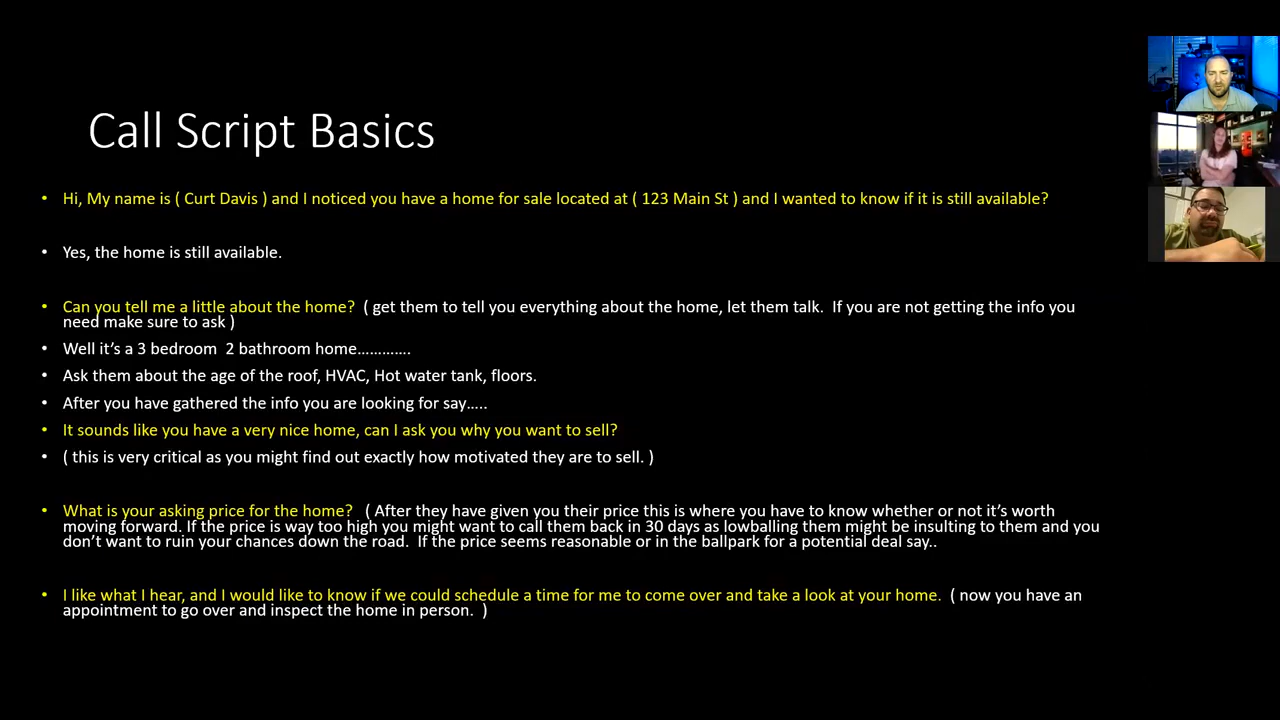 Call Script Basics
• Hi, My name is ( Curt Davis ) and I noticed you have a home for sale located at ( 123 Main St ) and I wanted to know if it is still available?
• Yes, the home is still available.
• Can you tell me a little about the home?  ( get them to tell you everything about the home, let them talk.  If you are not getting the info you
need make sure to ask )
• Well it’s a 3 bedroom  2 bathroom home………….
• Ask them about the age of the roof, HVAC, Hot water tank, floors.
• After you have gathered the info you are looking for say…..
• It sounds like you have a very nice home, can I ask you why you want to sell?
• ( this is very critical as you might find out exactly how motivated they are to sell. )
• What is your asking price for the home?   ( After they have given you their price this is where you have to know whether or not it’s worth
moving forward. If the price is way too high you might want to call them back in 30 days as lowballing them might be insulting to them and you
don’t want to ruin your chances down the road.  If the price seems reasonable or in the ballpark for a potential deal say..
• I like what I hear, and I would like to know if we could schedule a time for me to come over and take a look at your home.  ( now you have an
appointment to go over and inspect the home in person.  )